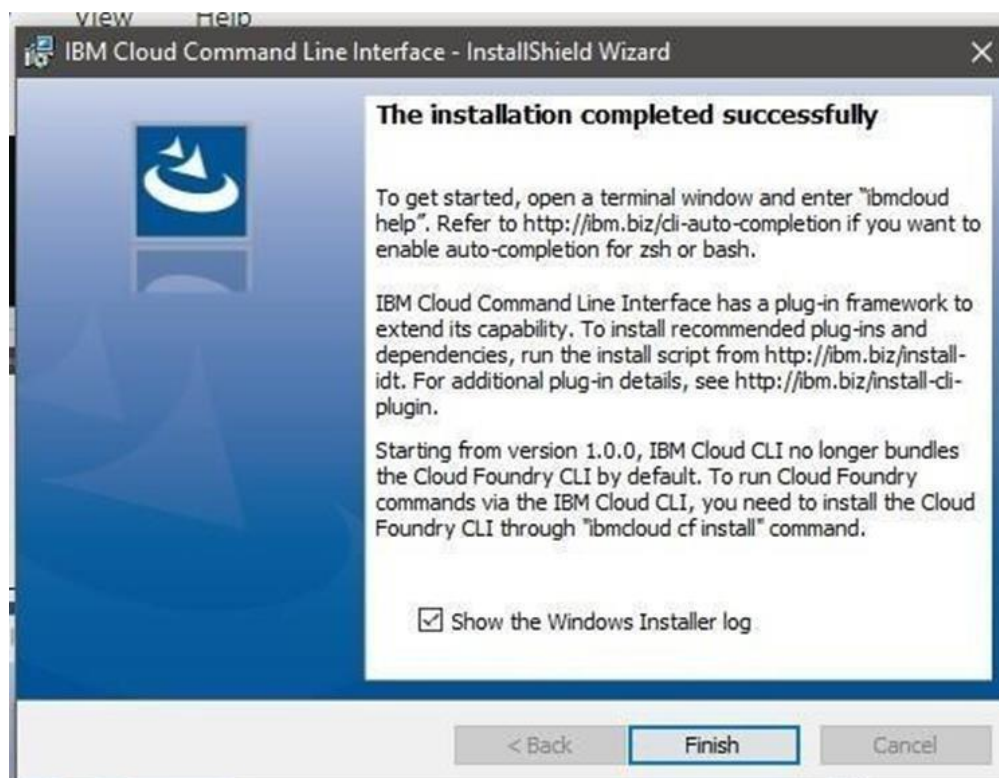 View Help
IBM Cloud Command Line Interface - InstallShield Wizard
The installation completed successfully
To get started, open a terminal window and enter "ibmcloud
help". Refer to http://ibm.biz/cli-auto-completion if you want to
enable auto-completion for zsh or bash.
IBM Cloud Command Line Interface has a plug-in framework to
extend its capability. To install recommended plug-ins and
dependencies, run the install script from http://ibm.biz/install-
idt. For additional plug-in details, see http://ibm.biz/install-cli-
plugin.
Starting from version 1.0.0, IBM Cloud CLI no longer bundles
the Cloud Foundry CLI by default. To run Cloud Foundry
commands via the IBM Cloud CLI, you need to install the Cloud
Foundry CLI through "ibmcloud cf install" command.
Show the Windows Installer log
< Back Finish Cancel